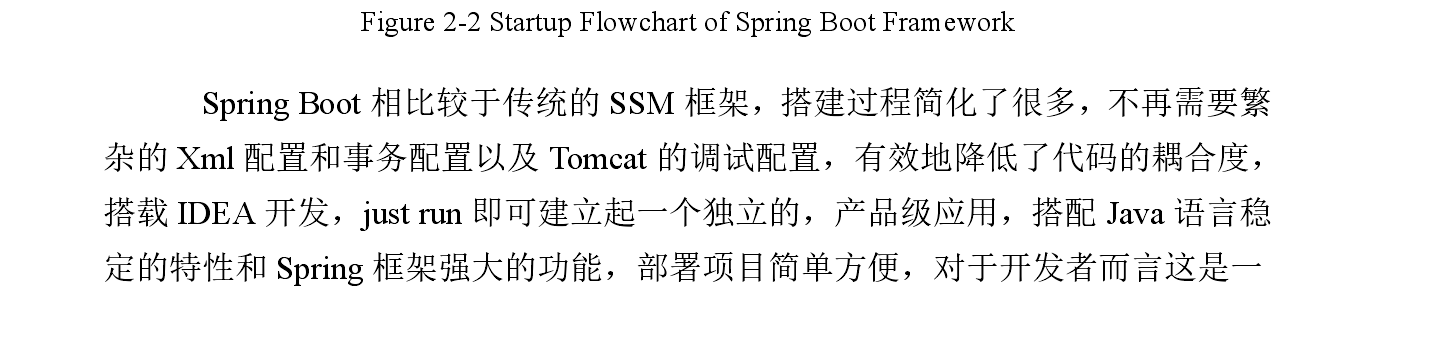 Figure 2-2 Startup Flowchart of Spring Boot Framework
Spring Boot 相比较于传统的 SSM 框架，搭建过程简化了很多，不再需要繁
杂的 Xml 配置和事务配置以及 Tomcat 的调试配置，有效地降低了代码的耦合度，
搭载 IDEA 开发，just run 即可建立起一个独立的，产品级应用，搭配 Java 语言稳
定的特性和 Spring 框架强大的功能，部署项目简单方便，对于开发者而言这是一